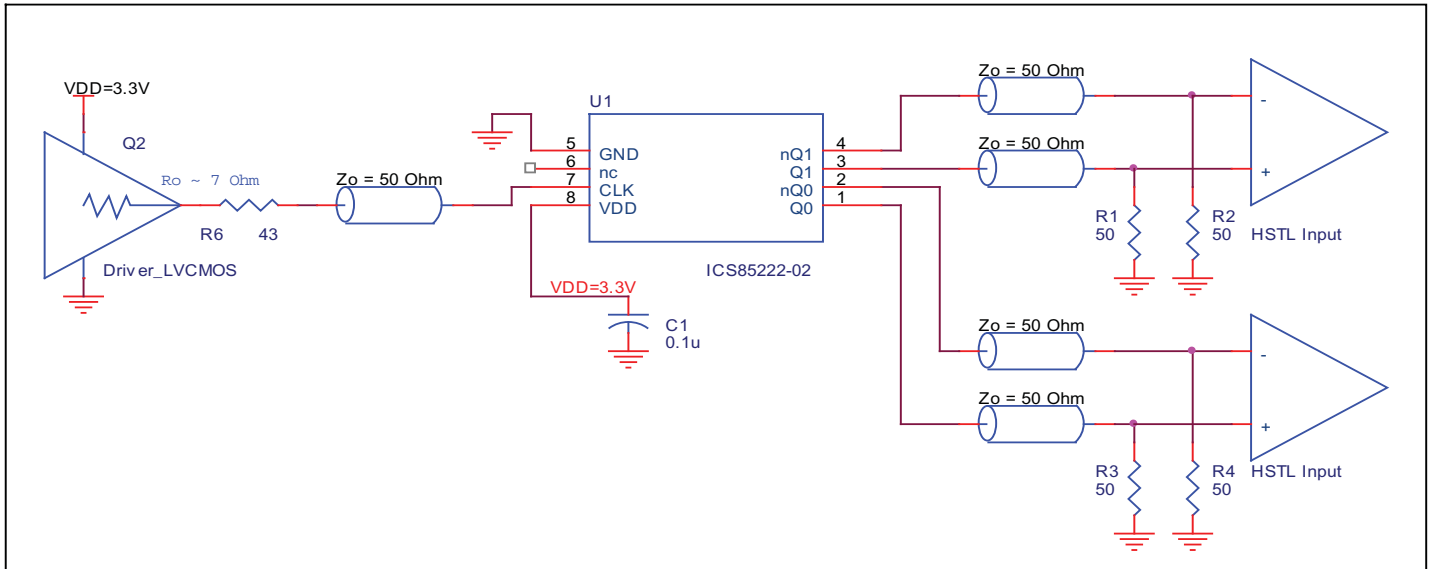 VDD=3.3V
Q2
Ro ~ 7 Ohm
R6 43
Driver_LVCMOS
Zo = 50 Ohm
U1
5 GND
6 nc
7 CLK
8 VDD
nQ1 4
Q1 3
nQ0 2
Q0 1
ICS85222-02
VDD=3.3V
C1
0.1u
Zo = 50 Ohm
Zo = 50 Ohm
-
+
R1
50
R2
50
HSTL Input
Zo = 50 Ohm
Zo = 50 Ohm
-
+
R3
50
R4
50
HSTL Input